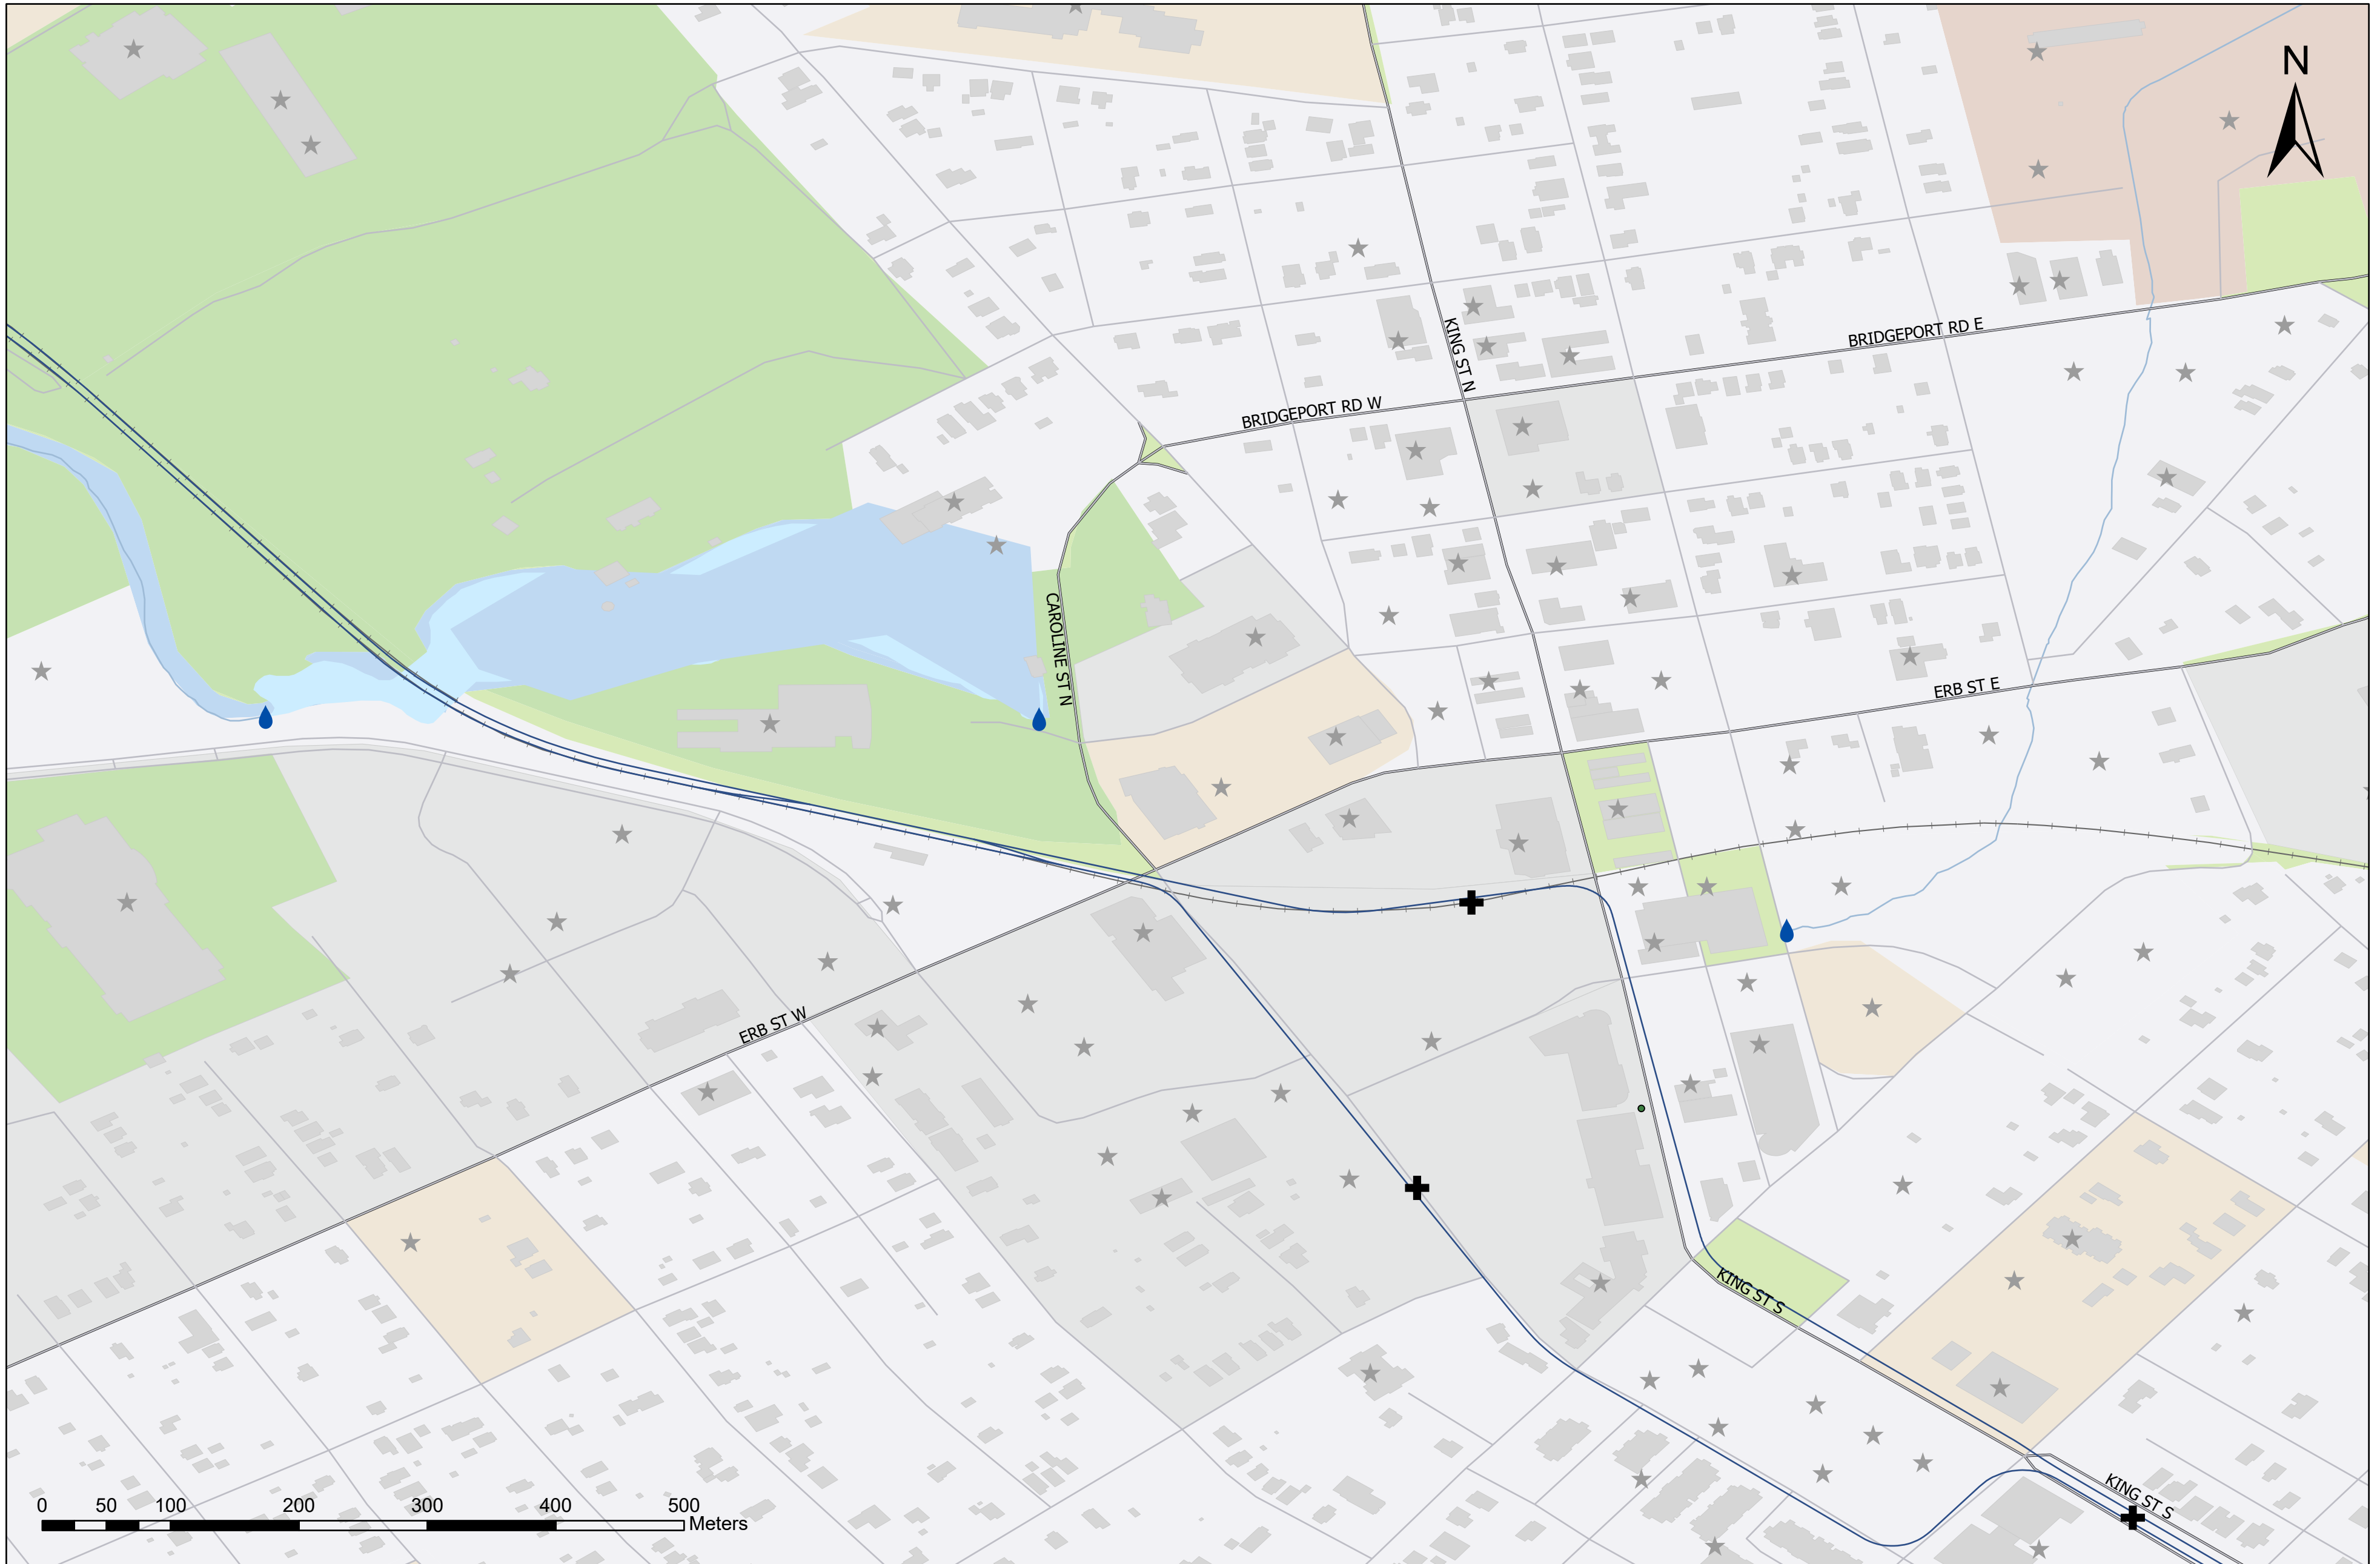 N
KING ST N
BRIDGEPORT RD E
BRIDGEPORT RD W
CAROLINE ST N
ERB ST E
ERB ST W
KING ST S
KING ST S
0 50 100 200 300 400 500
Meters